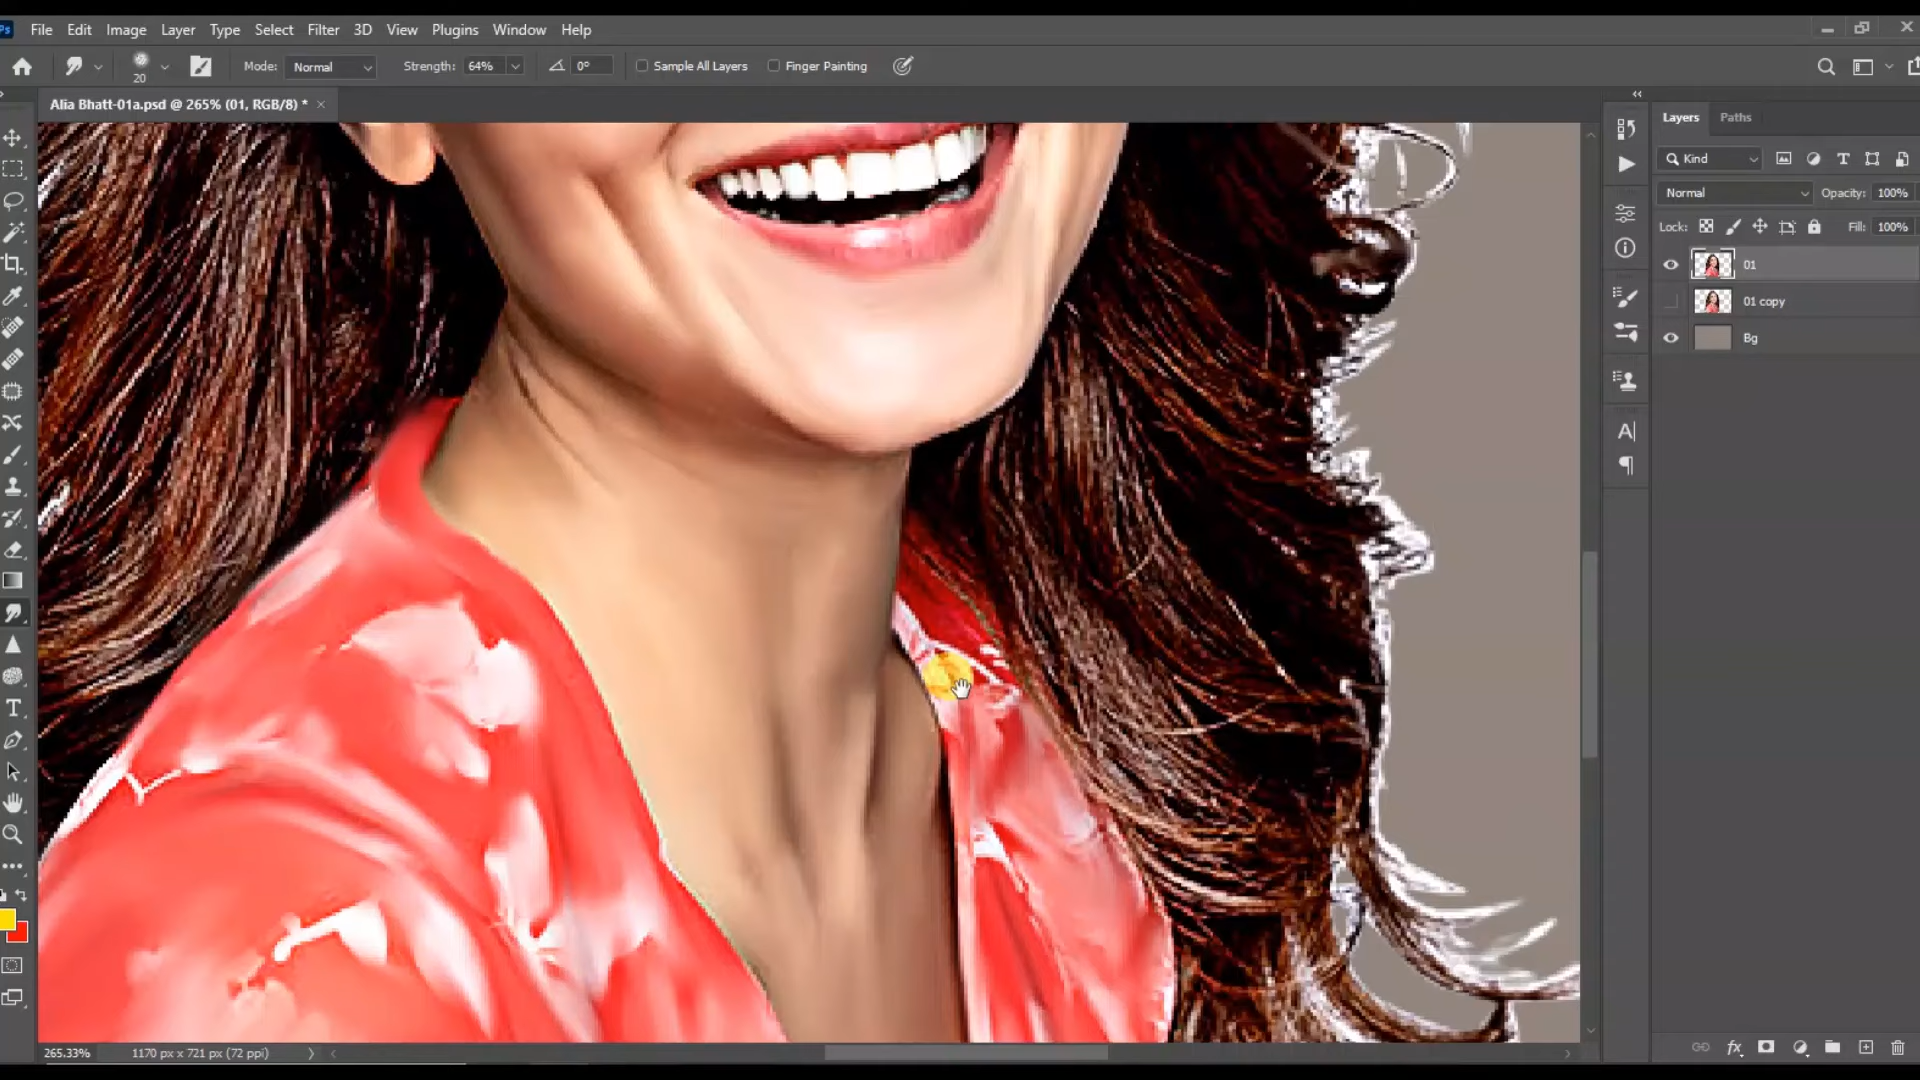 Ps File Edit Image Layer Type Select Filter 3D View Plugins Window Help
20 Mode: Normal Strength: 64% 0° Sample All Layers Finger Painting
Alia Bhatt-01a.psd @ 265% (01, RGB/8) * ×
Layers Paths
Kind
Normal Opacity: 100%
Lock: Fill: 100%
01
01 copy
Bg
265.33% 1170 px x 721 px (72 ppi)